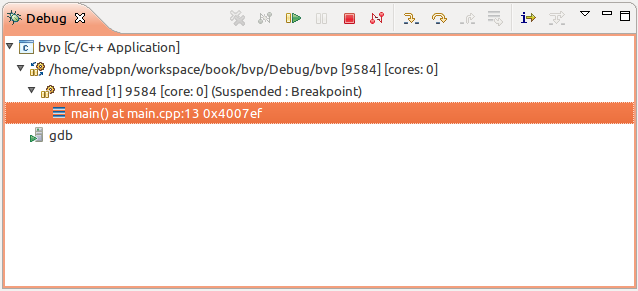 Debug
bvp [C/C++ Application]
/home/vabpn/workspace/book/bvp/Debug/bvp [9584] [cores: 0]
Thread [1] 9584 [core: 0] (Suspended : Breakpoint)
main() at main.cpp:13 0x4007ef
gdb